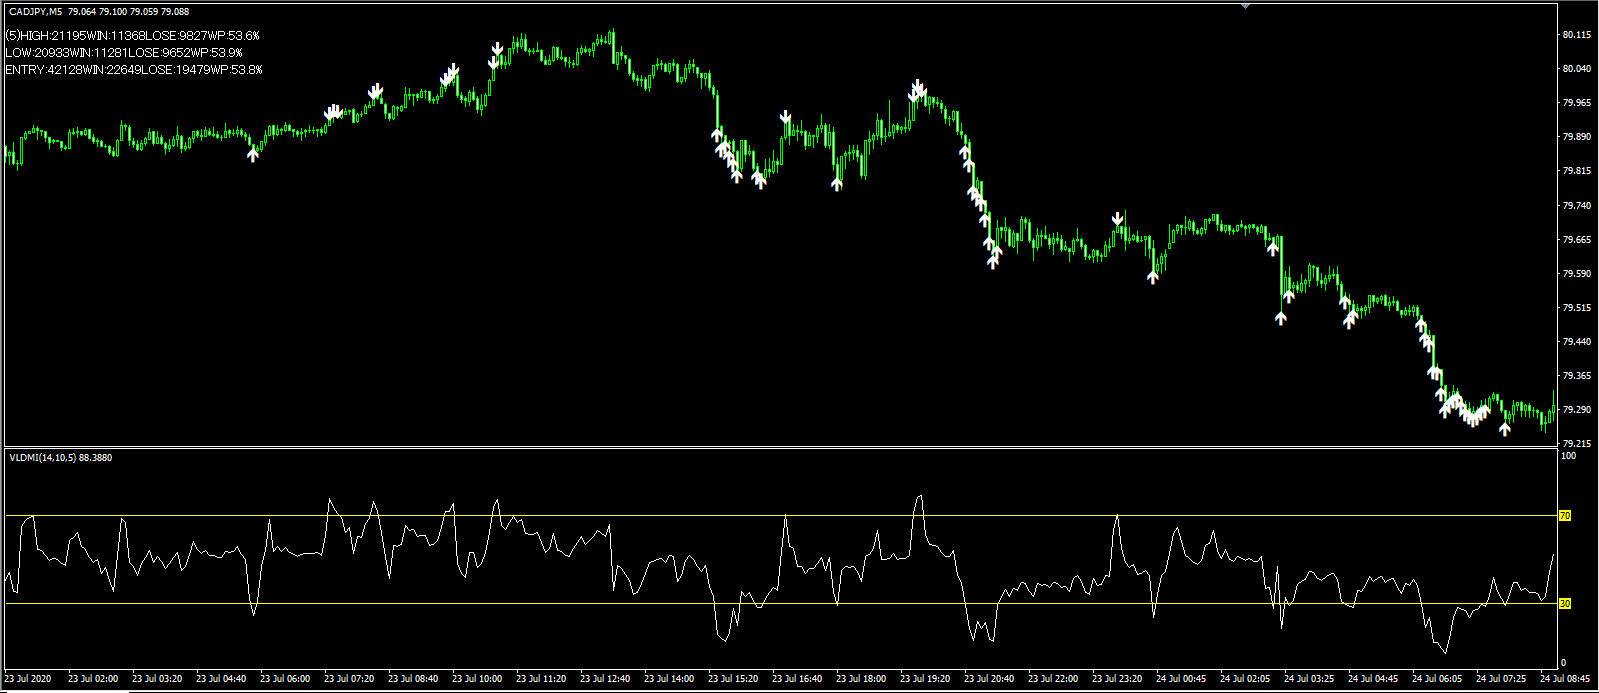 CADJPY,M5 79.064 79.100 79.059 79.088
(5)HIGH:21195WIN:11368LOSE:9827WP:53.6%
LOW:20933WIN:11281LOSE:9652WP:53.9%
ENTRY:42128WIN:22649LOSE:19479WP:53.8%
80.115
80.040
79.965
79.890
79.815
79.740
79.665
79.590
79.515
79.440
79.365
79.290
79.215
VLDMI(14,10,5) 88.3880
100
70
30
0
23 Jul 2020
23 Jul 02:00
23 Jul 03:20
23 Jul 04:40
23 Jul 06:00
23 Jul 07:20
23 Jul 08:40
23 Jul 10:00
23 Jul 11:20
23 Jul 12:40
23 Jul 14:00
23 Jul 15:20
23 Jul 16:40
23 Jul 18:00
23 Jul 19:20
23 Jul 20:40
23 Jul 22:00
23 Jul 23:20
24 Jul 00:45
24 Jul 02:05
24 Jul 03:25
24 Jul 04:45
24 Jul 06:05
24 Jul 07:25
24 Jul 08:45